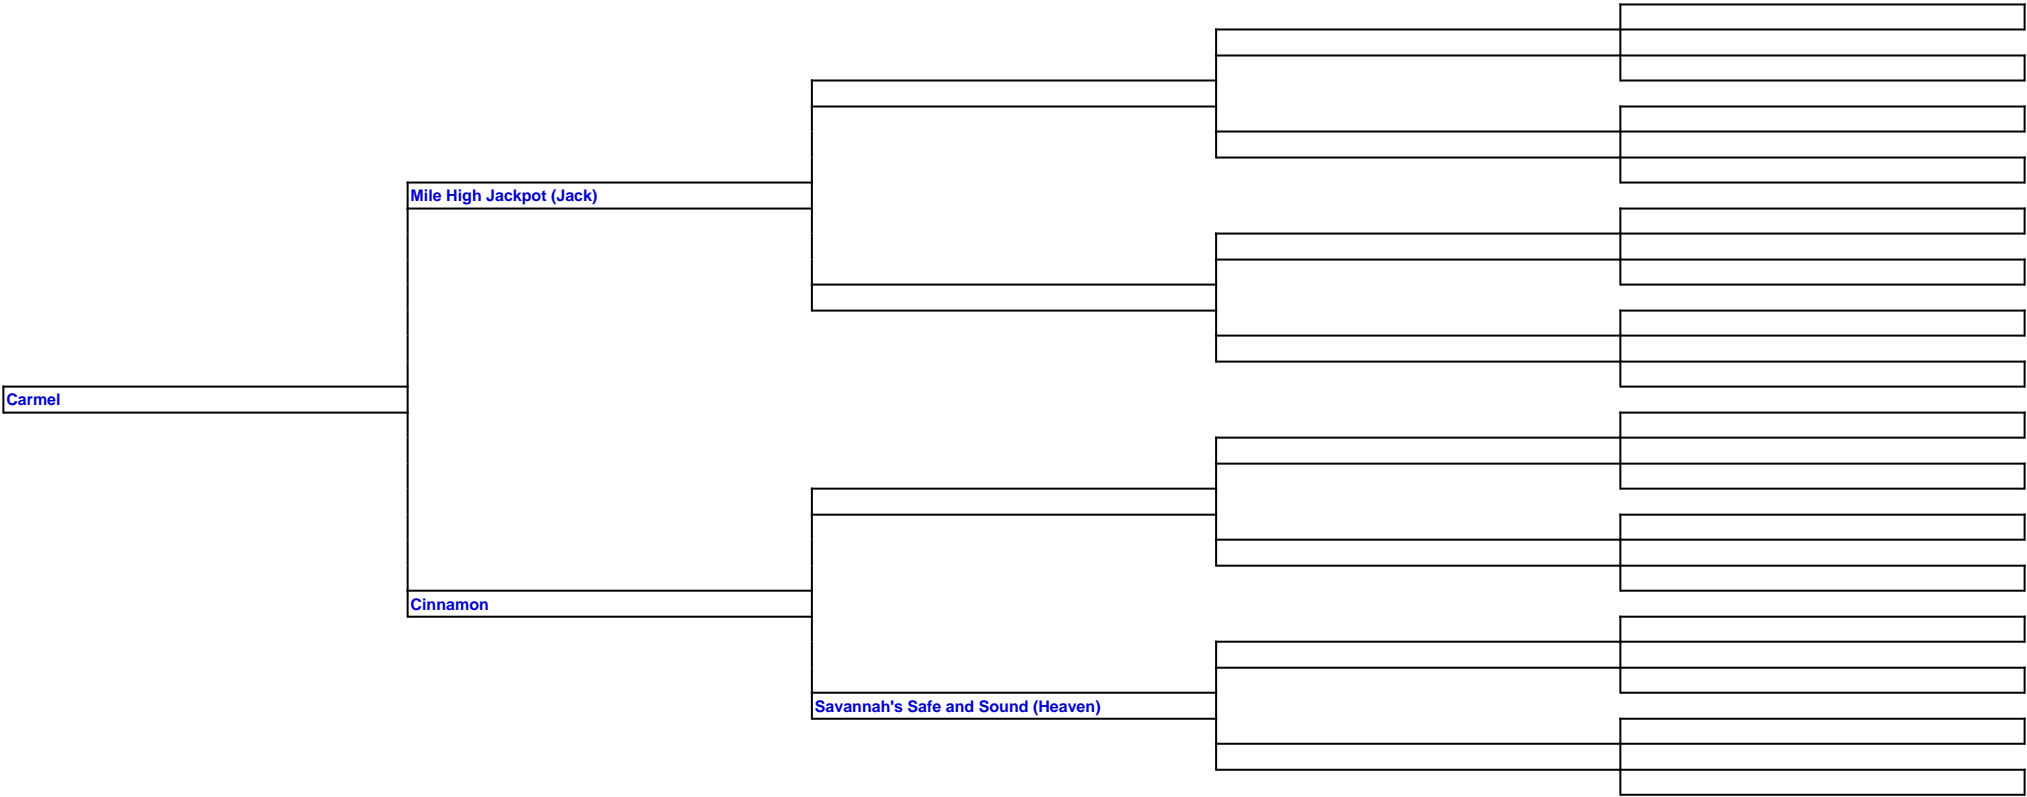 Mile High Jackpot (Jack)
Carmel
Cinnamon
Savannah's Safe and Sound (Heaven)